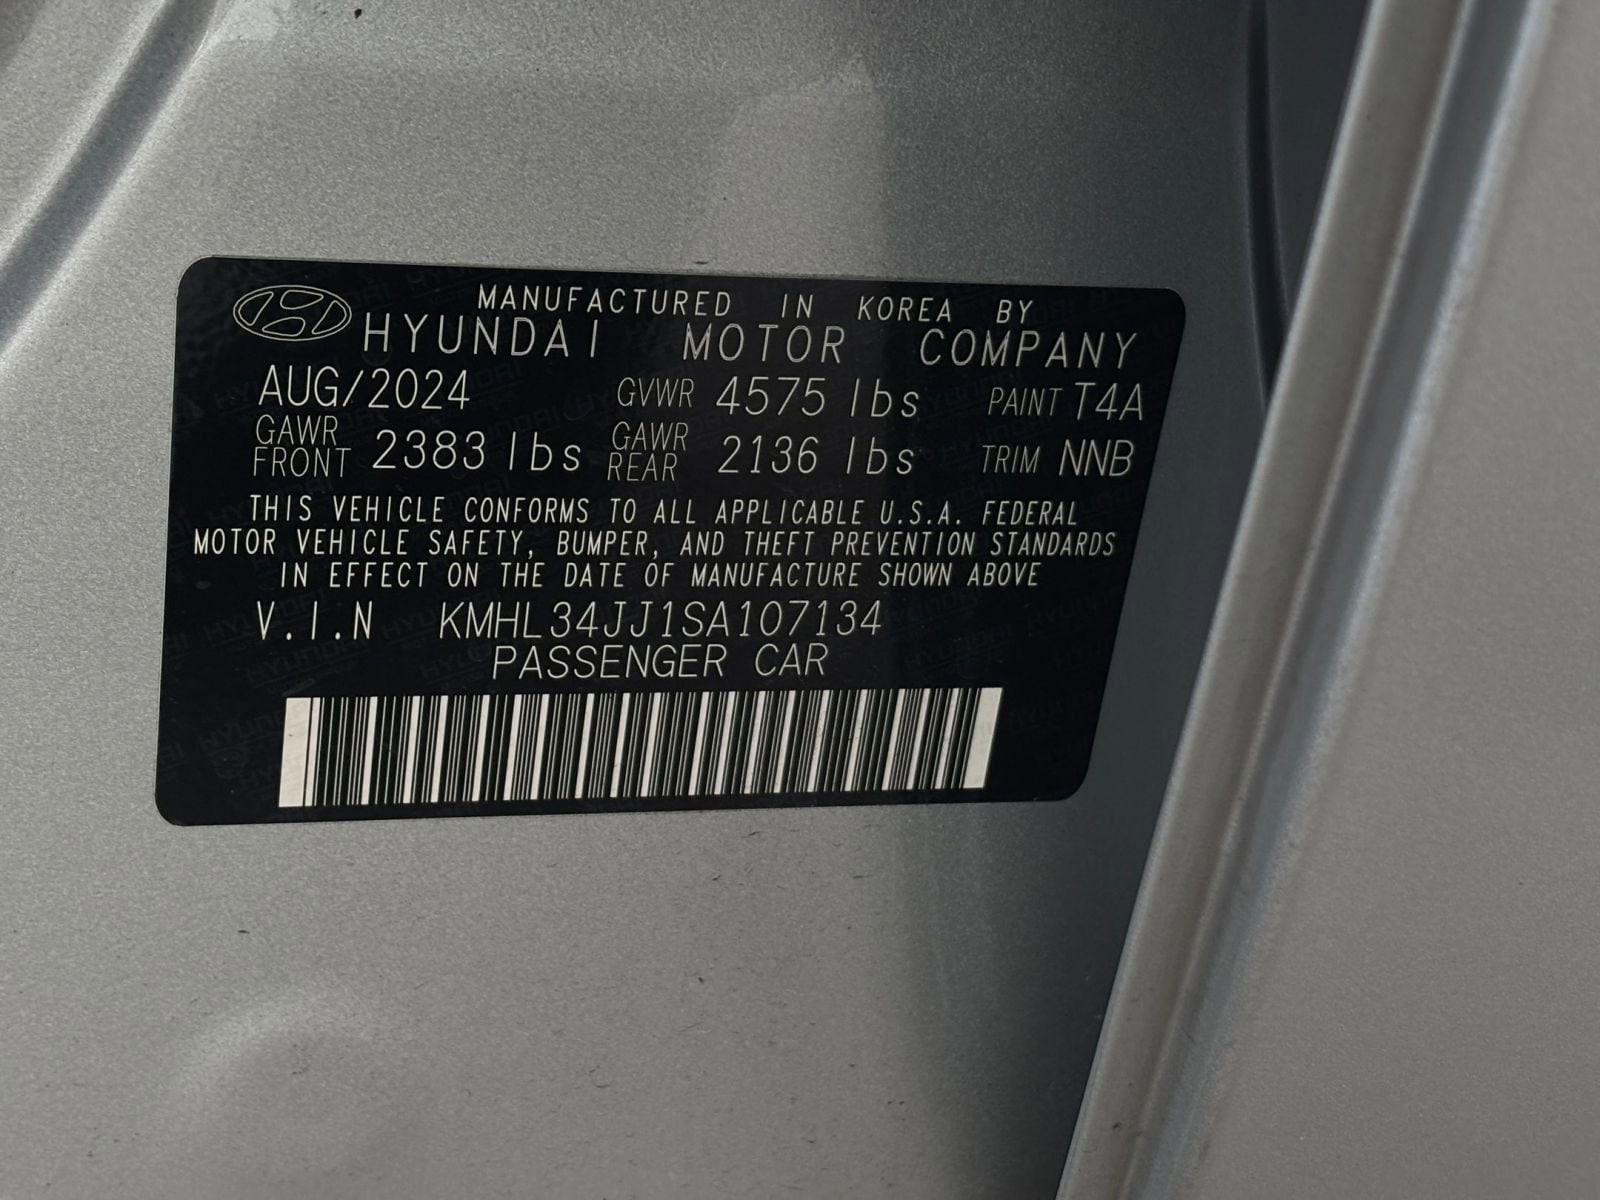 MANUFACTURED IN KOREA BY
HYUNDAI MOTOR COMPANY
AUG/2024 GVWR 4575 lbs PAINT T4A
GAWR FRONT 2383 lbs GAWR REAR 2136 lbs TRIM NNB
THIS VEHICLE CONFORMS TO ALL APPLICABLE U.S.A. FEDERAL
MOTOR VEHICLE SAFETY, BUMPER, AND THEFT PREVENTION STANDARDS
IN EFFECT ON THE DATE OF MANUFACTURE SHOWN ABOVE
V.I.N KMHL34JJ1SA107134
PASSENGER CAR